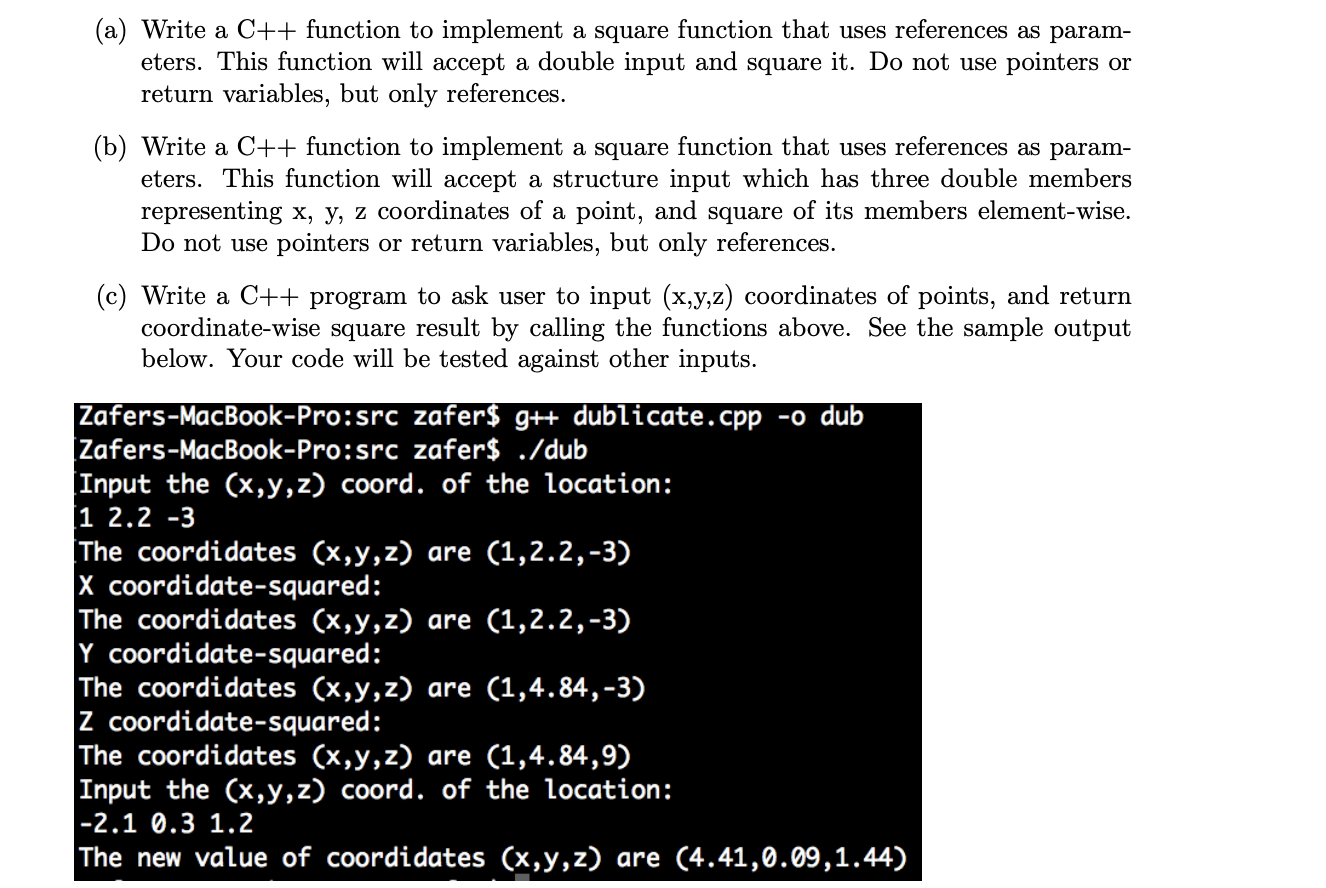 (a) Write a C++ function to implement a square function that uses references as param-
eters. This function will accept a double input and square it. Do not use pointers or
return variables, but only references.
(b) Write a C++ function to implement a square function that uses references as param-
eters. This function will accept a structure input which has three double members
representing x, y, z coordinates of a point, and square of its members element-wise.
Do not use pointers or return variables, but only references.
(c) Write a C++ program to ask user to input (x,y,z) coordinates of points, and return
coordinate-wise square result by calling the functions above. See the sample output
below. Your code will be tested against other inputs.
Zafers-MacBook-Pro:src zafer$ g++ dublicate.cpp -o dub
Zafers-MacBook-Pro:src zafer$ ./dub
Input the (x,y,z) coord. of the location:
1 2.2 -3
The coordidates (x,y,z) are (1,2.2,-3)
X coordidate-squared:
The coordidates (x,y,z) are (1,2.2,-3)
Y coordidate-squared:
The coordidates (x,y,z) are (1,4.84,-3)
Z coordidate-squared:
The coordidates (x,y,z) are (1,4.84,9)
Input the (x,y,z) coord. of the location:
-2.1 0.3 1.2
The new value of coordidates (x,y,z) are (4.41,0.09,1.44)